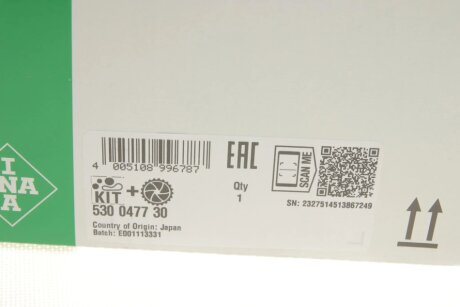 INA
4 005108 996787
EAC
SCAN ME
KIT +
Qty
1
530 0477 30
SN: 2327514513867249
Country of Origin: Japan
Batch: E001113331